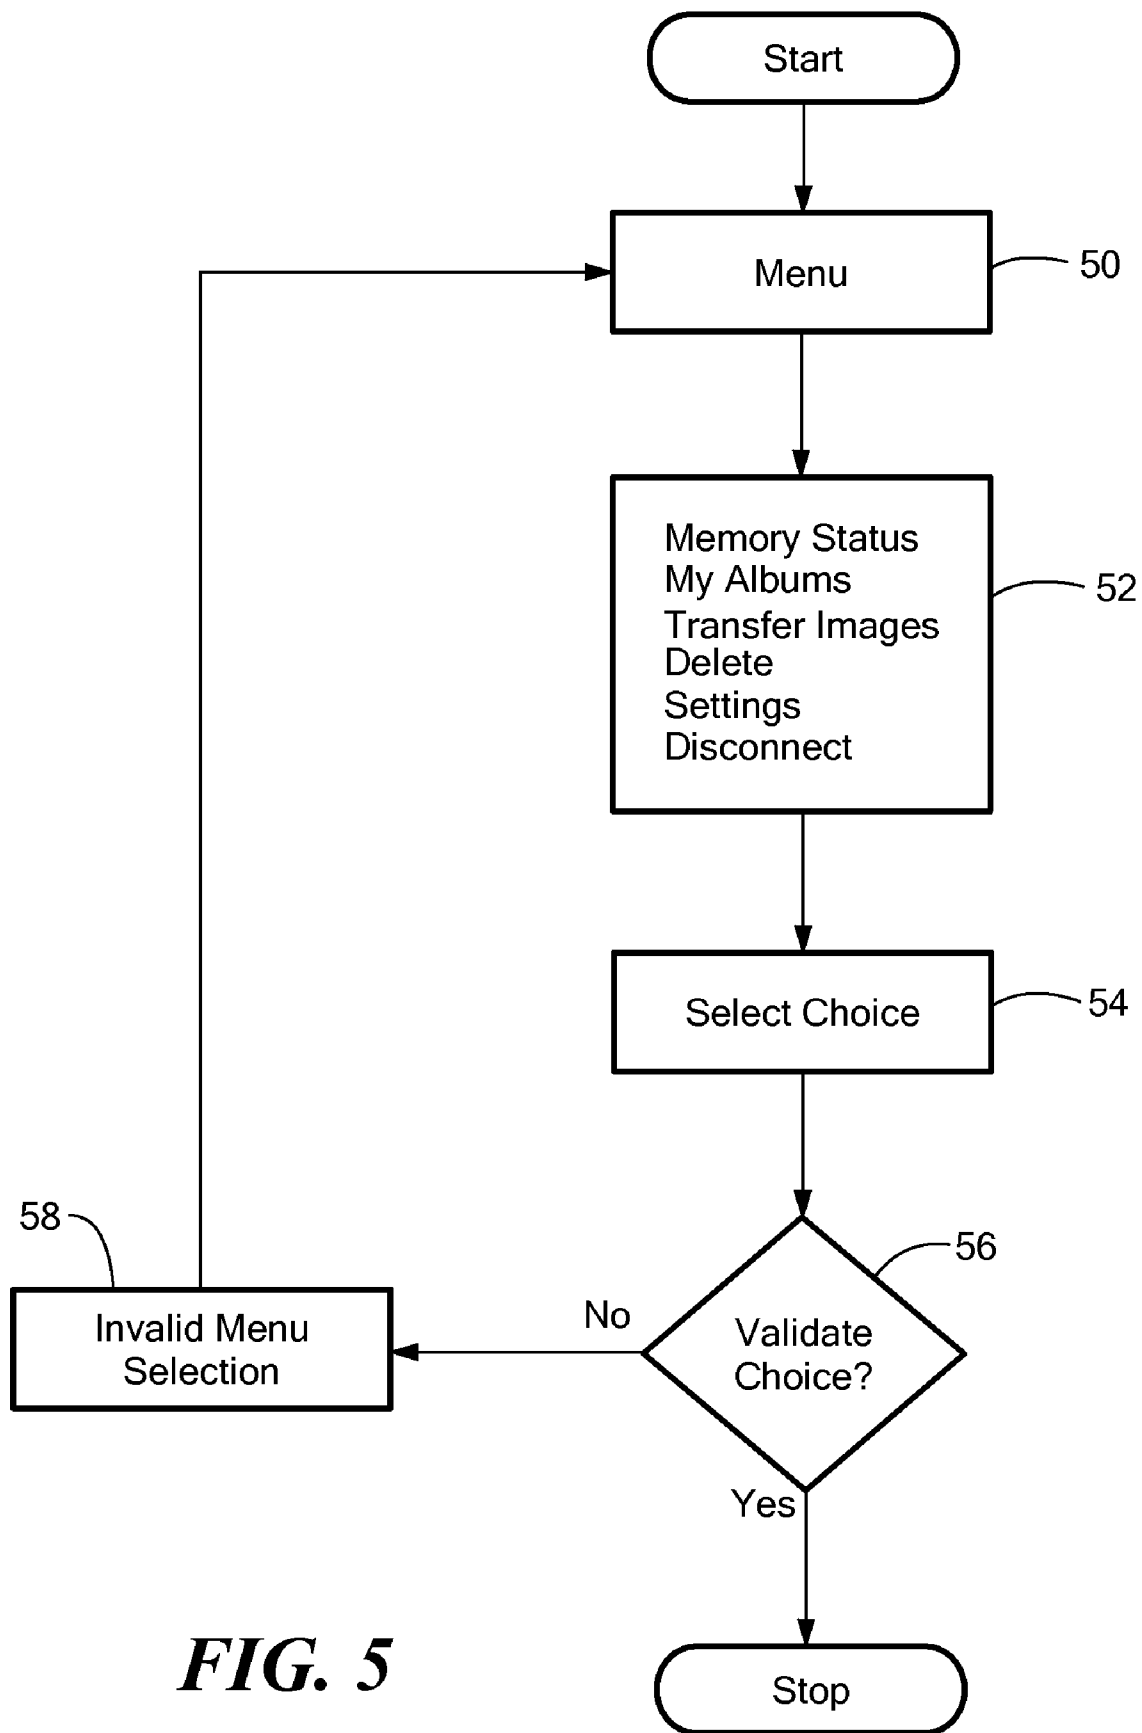 Start
Menu
50
Memory Status
My Albums
Transfer Images
Delete
Settings
Disconnect
52
Select Choice
54
58
56
Invalid Menu
Selection
No
Validate
Choice?
Yes
FIG. 5
Stop